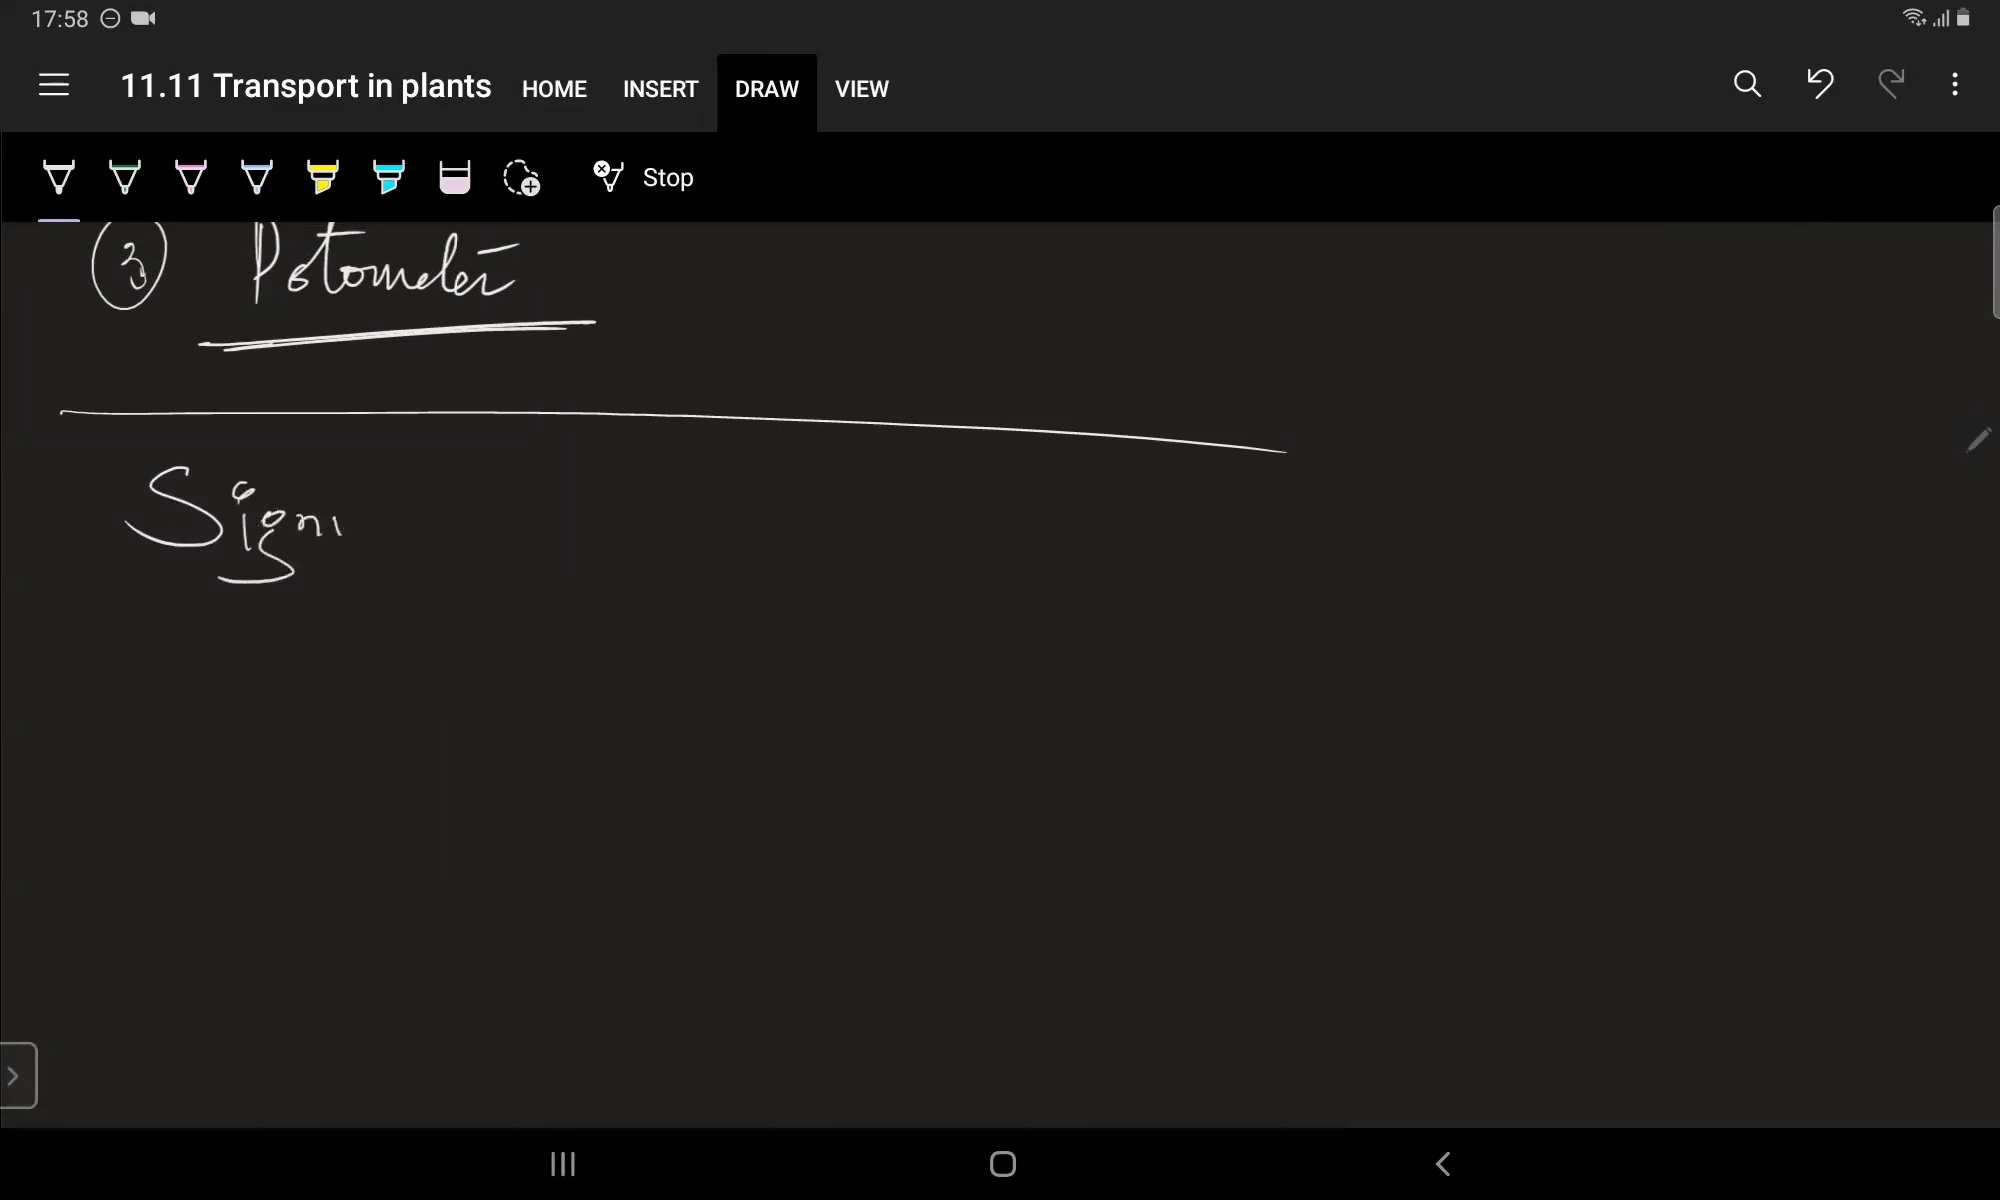 17:58
11.11 Transport in plants HOME INSERT DRAW VIEW
Stop
3 Potometer
Signi